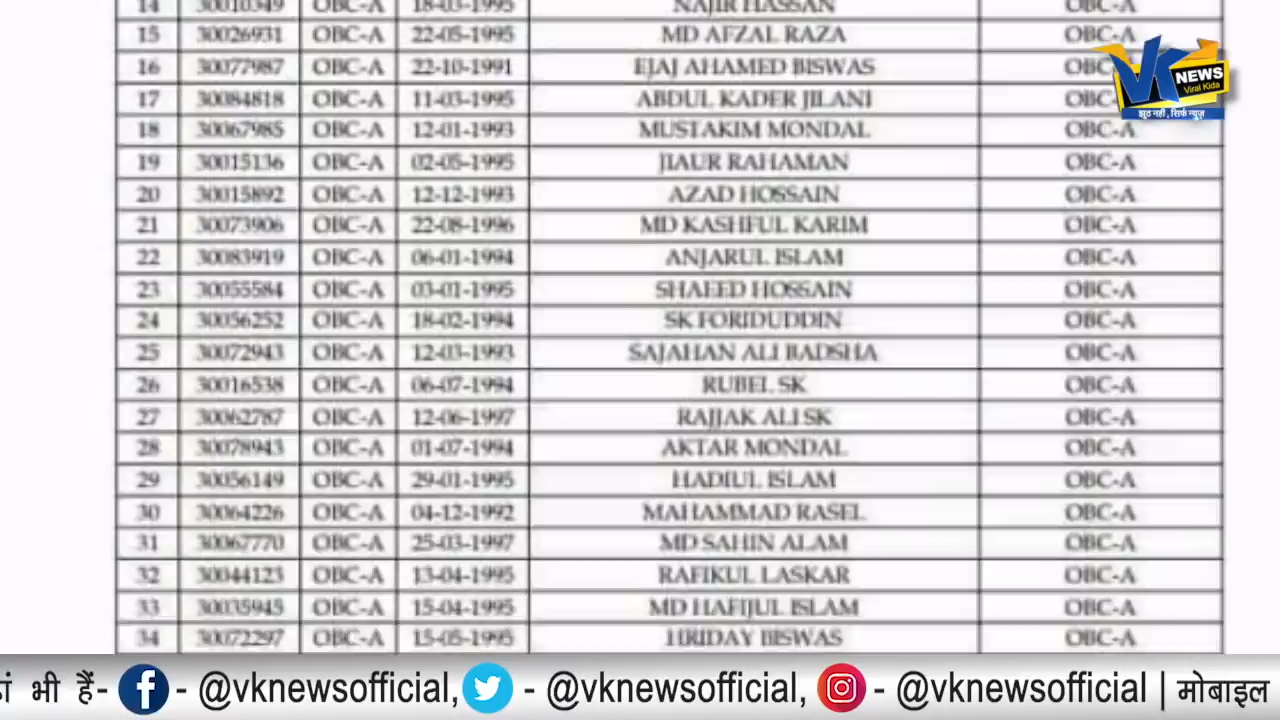 14 30010349 OBC-A 18-03-1995 NAJIR HASSAN OBC-A
15 30026931 OBC-A 22-05-1995 MD AFZAL RAZA OBC-A
16 30077987 OBC-A 22-10-1991 EJAJ AHAMED BISWAS OBC-A
17 30084818 OBC-A 11-03-1995 ABDUL KADER JILANI OBC-A
18 30067985 OBC-A 12-01-1993 MUSTAKIM MONDAL OBC-A
19 30015136 OBC-A 02-05-1995 JIAUR RAHAMAN OBC-A
20 30015892 OBC-A 12-12-1993 AZAD HOSSAIN OBC-A
21 30073906 OBC-A 22-08-1996 MD KASHFUL KARIM OBC-A
22 30083919 OBC-A 06-01-1994 ANJARUL ISLAM OBC-A
23 30055584 OBC-A 03-01-1995 SHAEED HOSSAIN OBC-A
24 30056252 OBC-A 18-02-1994 SK FORIDUDDIN OBC-A
25 30072943 OBC-A 12-03-1993 SAJAHAN ALI BADSHA OBC-A
26 30016538 OBC-A 06-07-1994 RUBEL SK OBC-A
27 30062787 OBC-A 12-06-1997 RAJJAK ALI SK OBC-A
28 30078943 OBC-A 01-07-1994 AKTAR MONDAL OBC-A
29 30056149 OBC-A 29-01-1995 HADIUL ISLAM OBC-A
30 30064226 OBC-A 04-12-1992 MAHAMMAD RASEL OBC-A
31 30067770 OBC-A 25-03-1997 MD SAHIN ALAM OBC-A
32 30044123 OBC-A 13-04-1995 RAFIKUL LASKAR OBC-A
33 30035945 OBC-A 15-04-1995 MD HAFIJUL ISLAM OBC-A
34 30072297 OBC-A 15-05-1995 HRIDAY BISWAS OBC-A
VK NEWS
Viral Kida
झूठ नहीं, सिर्फ न्यूज़
भी हैं- - @vknewsofficial, - @vknewsofficial, - @vknewsofficial | मोबाइल